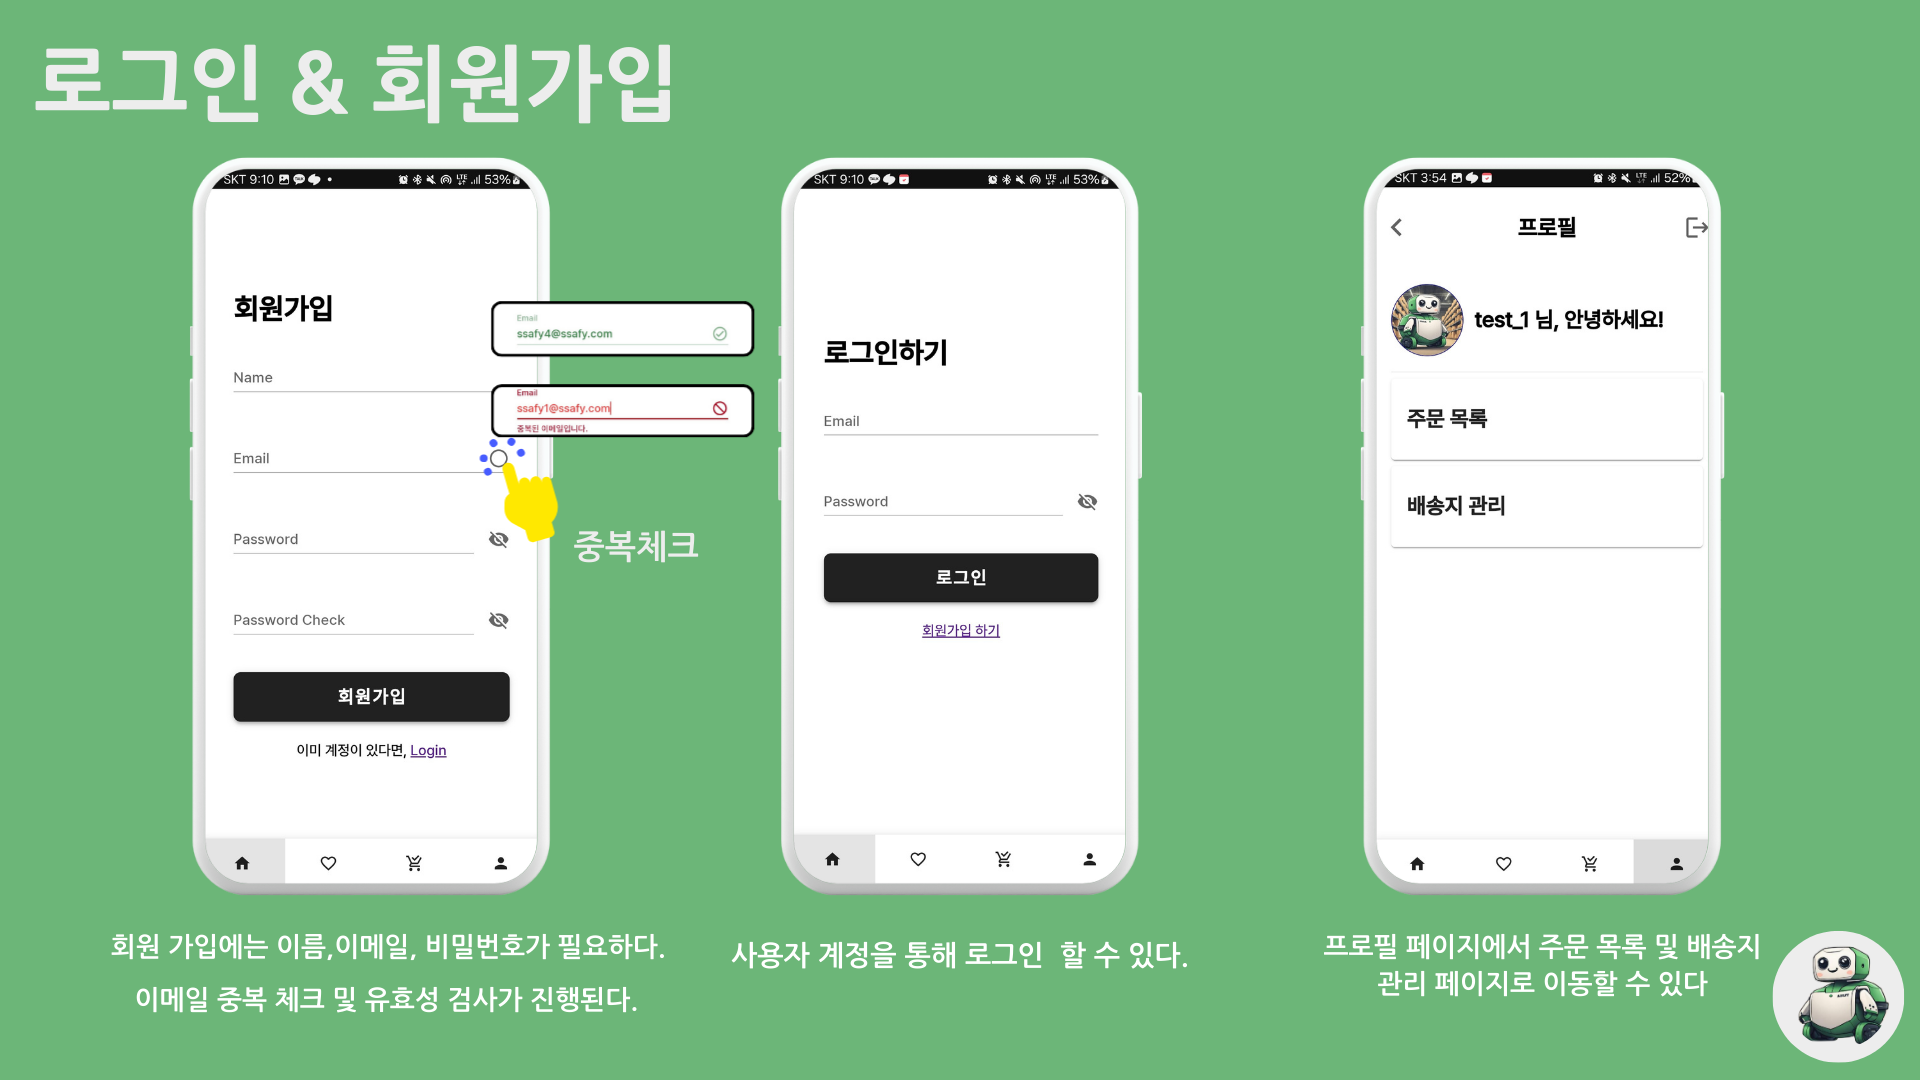 로그인 & 회원가입
SKT 9:10
LTE
53%
회원가입
Name
Email
Password
Password Check
회원가입
이미 계정이 있다면, Login
Email
ssafy4@ssafy.com
Email
ssafy1@ssafy.com
중복된 이메일입니다.
중복체크
회원 가입에는 이름,이메일, 비밀번호가 필요하다.
이메일 중복 체크 및 유효성 검사가 진행된다.
SKT 9:10
LTE
53%
로그인하기
Email
Password
로그인
회원가입 하기
사용자 계정을 통해 로그인 할 수 있다.
SKT 3:54
LTE
52%
프로필
test_1 님, 안녕하세요!
주문 목록
배송지 관리
프로필 페이지에서 주문 목록 및 배송지
관리 페이지로 이동할 수 있다